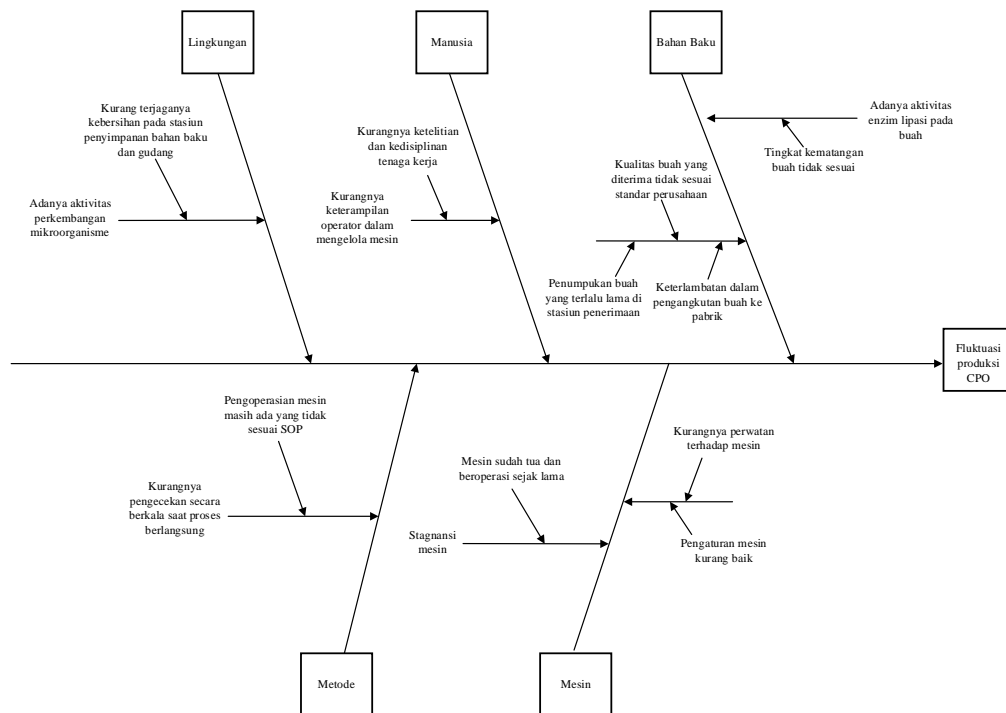 Lingkungan
Manusia
Bahan Baku
Kurang terjaganya
kebersihan pada stasiun
penyimpanan bahan baku
dan gudang
Adanya aktivitas
perkembangan
mikroorganisme
Kurangnya ketelitian
dan kedisiplinan
tenaga kerja
Kurangnya
keterampilan
operator dalam
mengelola mesin
Adanya aktivitas
enzim lipasi pada
buah
Tingkat kematangan
buah tidak sesuai
Kualitas buah yang
diterima tidak sesuai
standar perusahaan
Penumpukan buah
yang terlalu lama di
stasiun penerimaan
Keterlambatan dalam
pengangkutan buah ke
pabrik
Fluktuasi
produksi
CPO
Pengoperasian mesin
masih ada yang tidak
sesuai SOP
Kurangnya
pengecekan secara
berkala saat proses
berlangsung
Mesin sudah tua dan
beroperasi sejak lama
Stagnansi
mesin
Kurangnya perwatan
terhadap mesin
Pengaturan mesin
kurang baik
Metode
Mesin